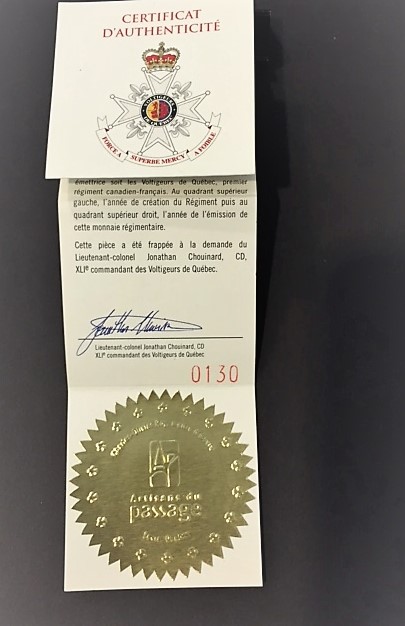 CERTIFICAT
D'AUTHENTICITÉ
VOLTIGEURS
DE QUÉBEC
FORCE A SUPERBE MERCY A FOIBLE
émettrice soit les Voltigeurs de Québec, premier
régiment canadien-français. Au quadrant supérieur
gauche, l'année de création du Régiment puis au
quadrant supérieur droit, l'année de l'émission de
cette monnaie régimentaire.
Cette pièce a été frappée à la demande du
Lieutenant-colonel Jonathan Chouinard, CD,
XLIe commandant des Voltigeurs de Québec.
Lieutenant-colonel Jonathan Chouinard, CD
XLIe commandant des Voltigeurs de Québec
0130
Artisans du
passage